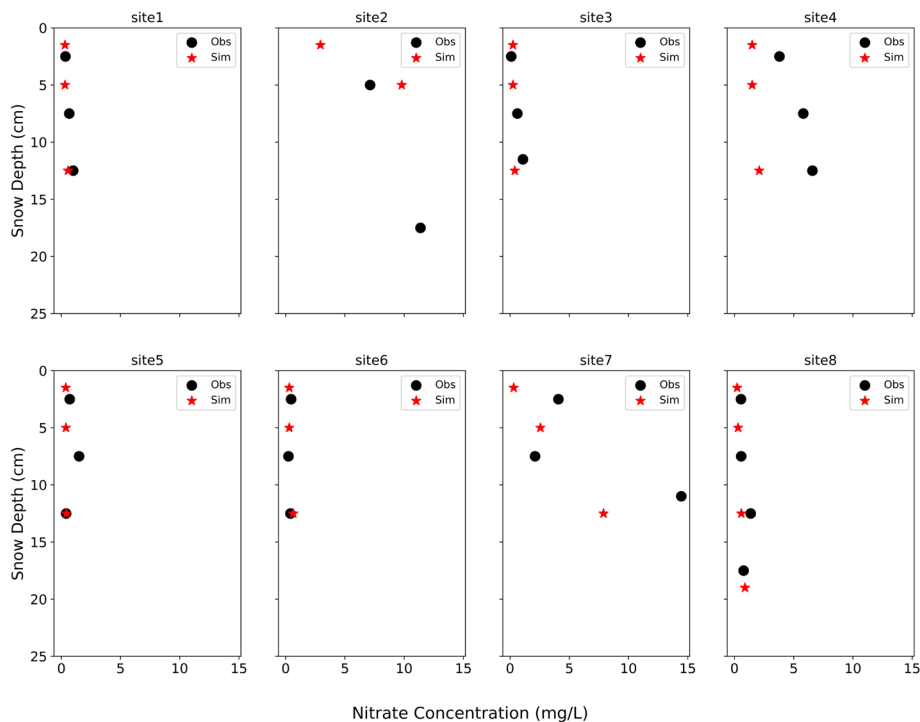 site1
site2
site3
site4
0
5
10
15
20
25
Snow Depth (cm)
Obs
Sim
Obs
Sim
Obs
Sim
Obs
Sim
site5
site6
site7
site8
0
5
10
15
20
25
Snow Depth (cm)
Obs
Sim
Obs
Sim
Obs
Sim
Obs
Sim
0 5 10 15
0 5 10 15
0 5 10 15
0 5 10 15
Nitrate Concentration (mg/L)